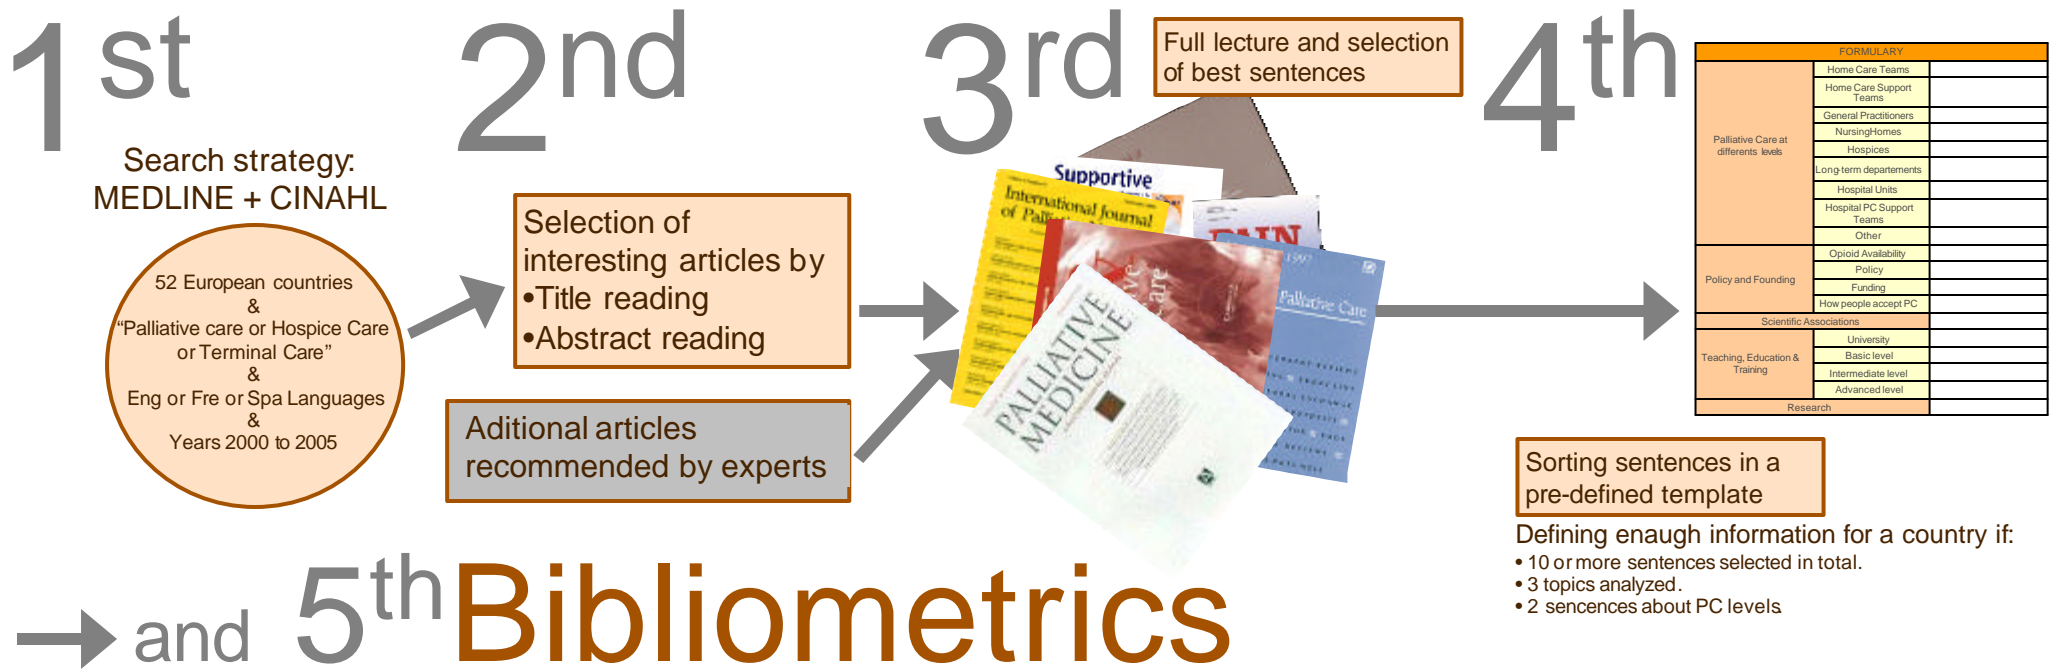 1st
Search strategy:
MEDLINE + CINAHL
52 European countries
&
“Palliative care or Hospice Care
or Terminal Care”
&
Eng or Fre or Spa Languages
&
Years 2000 to 2005
2nd
Selection of
interesting articles by
•Title reading
•Abstract reading
Aditional articles
recommended by experts
3rd
Full lecture and selection
of best sentences
Supportive
International Journal
of
PAIN
1997
Palliative Care
Care
PALLIATIVE
MEDICINE
4th
FORMULARY
Palliative Care at
differents levels
Home Care Teams
Home Care Support
Teams
General Practitioners
NursingHomes
Hospices
Long-term departements
Hospital Units
Hospital PC Support
Teams
Other
Policy and Founding
Opioid Availability
Policy
Funding
How people accept PC
Scientific Associations
Teaching, Education &
Training
University
Basic level
Intermediate level
Advanced level
Research
Sorting sentences in a
pre-defined template
Defining enaugh information for a country if:
• 10 or more sentences selected in total.
• 3 topics analyzed.
• 2 sencences about PC levels.
and 5th Bibliometrics